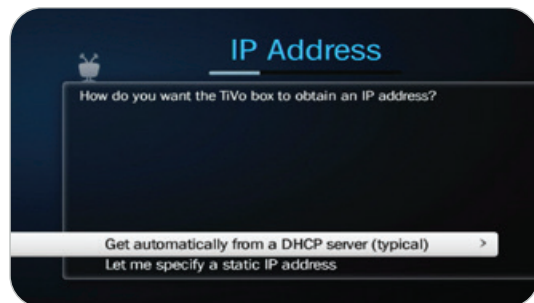 IP Address
How do you want the TiVo box to obtain an IP address?
Get automatically from a DHCP server (typical)
Let me specify a static IP address